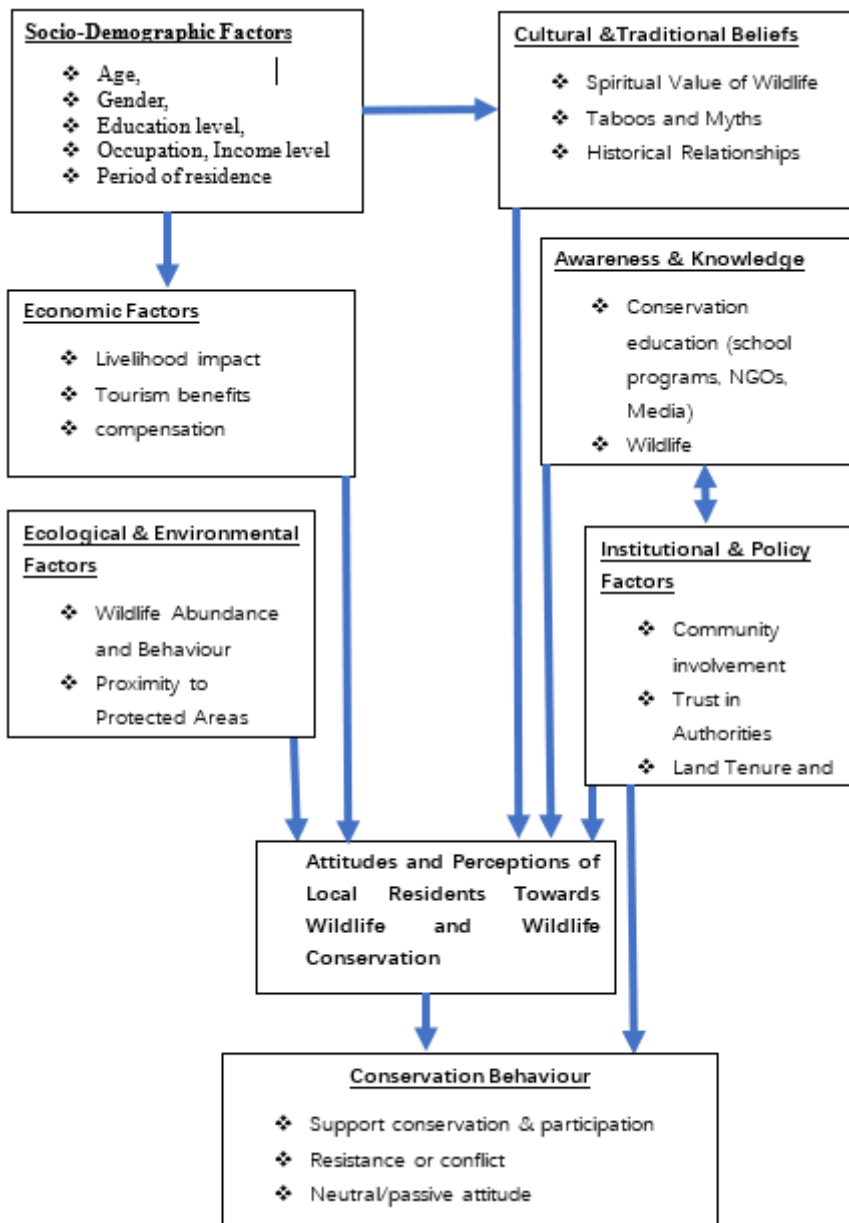 Socio-Demographic Factors
❖ Age,
❖ Gender,
❖ Education level,
❖ Occupation, Income level
❖ Period of residence
Cultural &Traditional Beliefs
❖ Spiritual Value of Wildlife
❖ Taboos and Myths
❖ Historical Relationships
Awareness & Knowledge
❖ Conservation
education (school
programs, NGOs,
Media)
❖ Wildlife
Economic Factors
❖ Livelihood impact
❖ Tourism benefits
❖ compensation
Ecological & Environmental
Factors
❖ Wildlife Abundance
and Behaviour
❖ Proximity to
Protected Areas
Institutional & Policy
Factors
❖ Community
involvement
❖ Trust in
Authorities
❖ Land Tenure and
Attitudes and Perceptions of
Local Residents Towards
Wildlife and Wildlife
Conservation
Conservation Behaviour
❖ Support conservation & participation
❖ Resistance or conflict
❖ Neutral/passive attitude